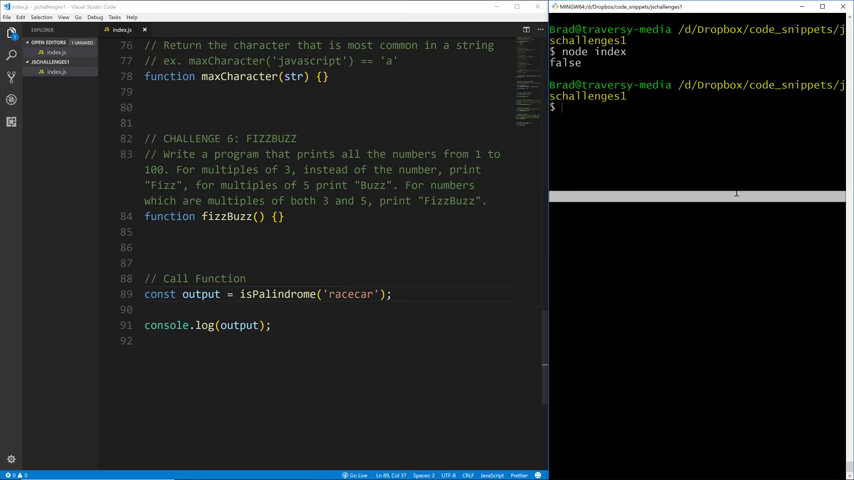 index.js - jschallenges1 - Visual Studio Code
File Edit Selection View Go Debug Tasks Help
EXPLORER
OPEN EDITORS 1 UNSAVED
index.js
JSCHALLENGES1
index.js
index.js
76 // Return the character that is most common in a string
77 // ex. maxCharacter('javascript') == 'a'
78 function maxCharacter(str) {}
79
80
81
82 // CHALLENGE 6: FIZZBUZZ
83 // Write a program that prints all the numbers from 1 to
100. For multiples of 3, instead of the number, print
"Fizz", for multiples of 5 print "Buzz". For numbers
which are multiples of both 3 and 5, print "FizzBuzz".
84 function fizzBuzz() {}
85
86
87
88 // Call Function
89 const output = isPalindrome('racecar');
90
91 console.log(output);
92
0 0
Go Live Ln 89, Col 37 Spaces: 2 UTF-8 CRLF JavaScript Prettier
MINGW64:/d/Dropbox/code_snippets/jschallenges1
Brad@traversy-media /d/Dropbox/code_snippets/j
schallenges1
$ node index
false
Brad@traversy-media /d/Dropbox/code_snippets/j
schallenges1
$